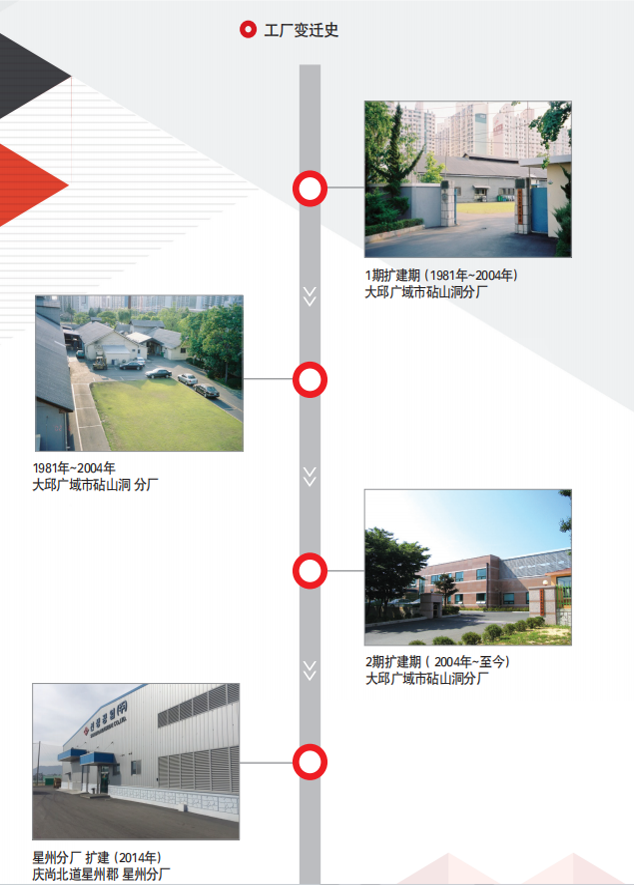 工厂变迁史
1期扩建期 (1981年~2004年)
大邱广域市砧山洞分厂
1981年~2004年
大邱广域市砧山洞 分厂
2期扩建期 ( 2004年~至今)
大邱广域市砧山洞分厂
星州分厂 扩建 (2014年)
庆尚北道星州郡 星州分厂